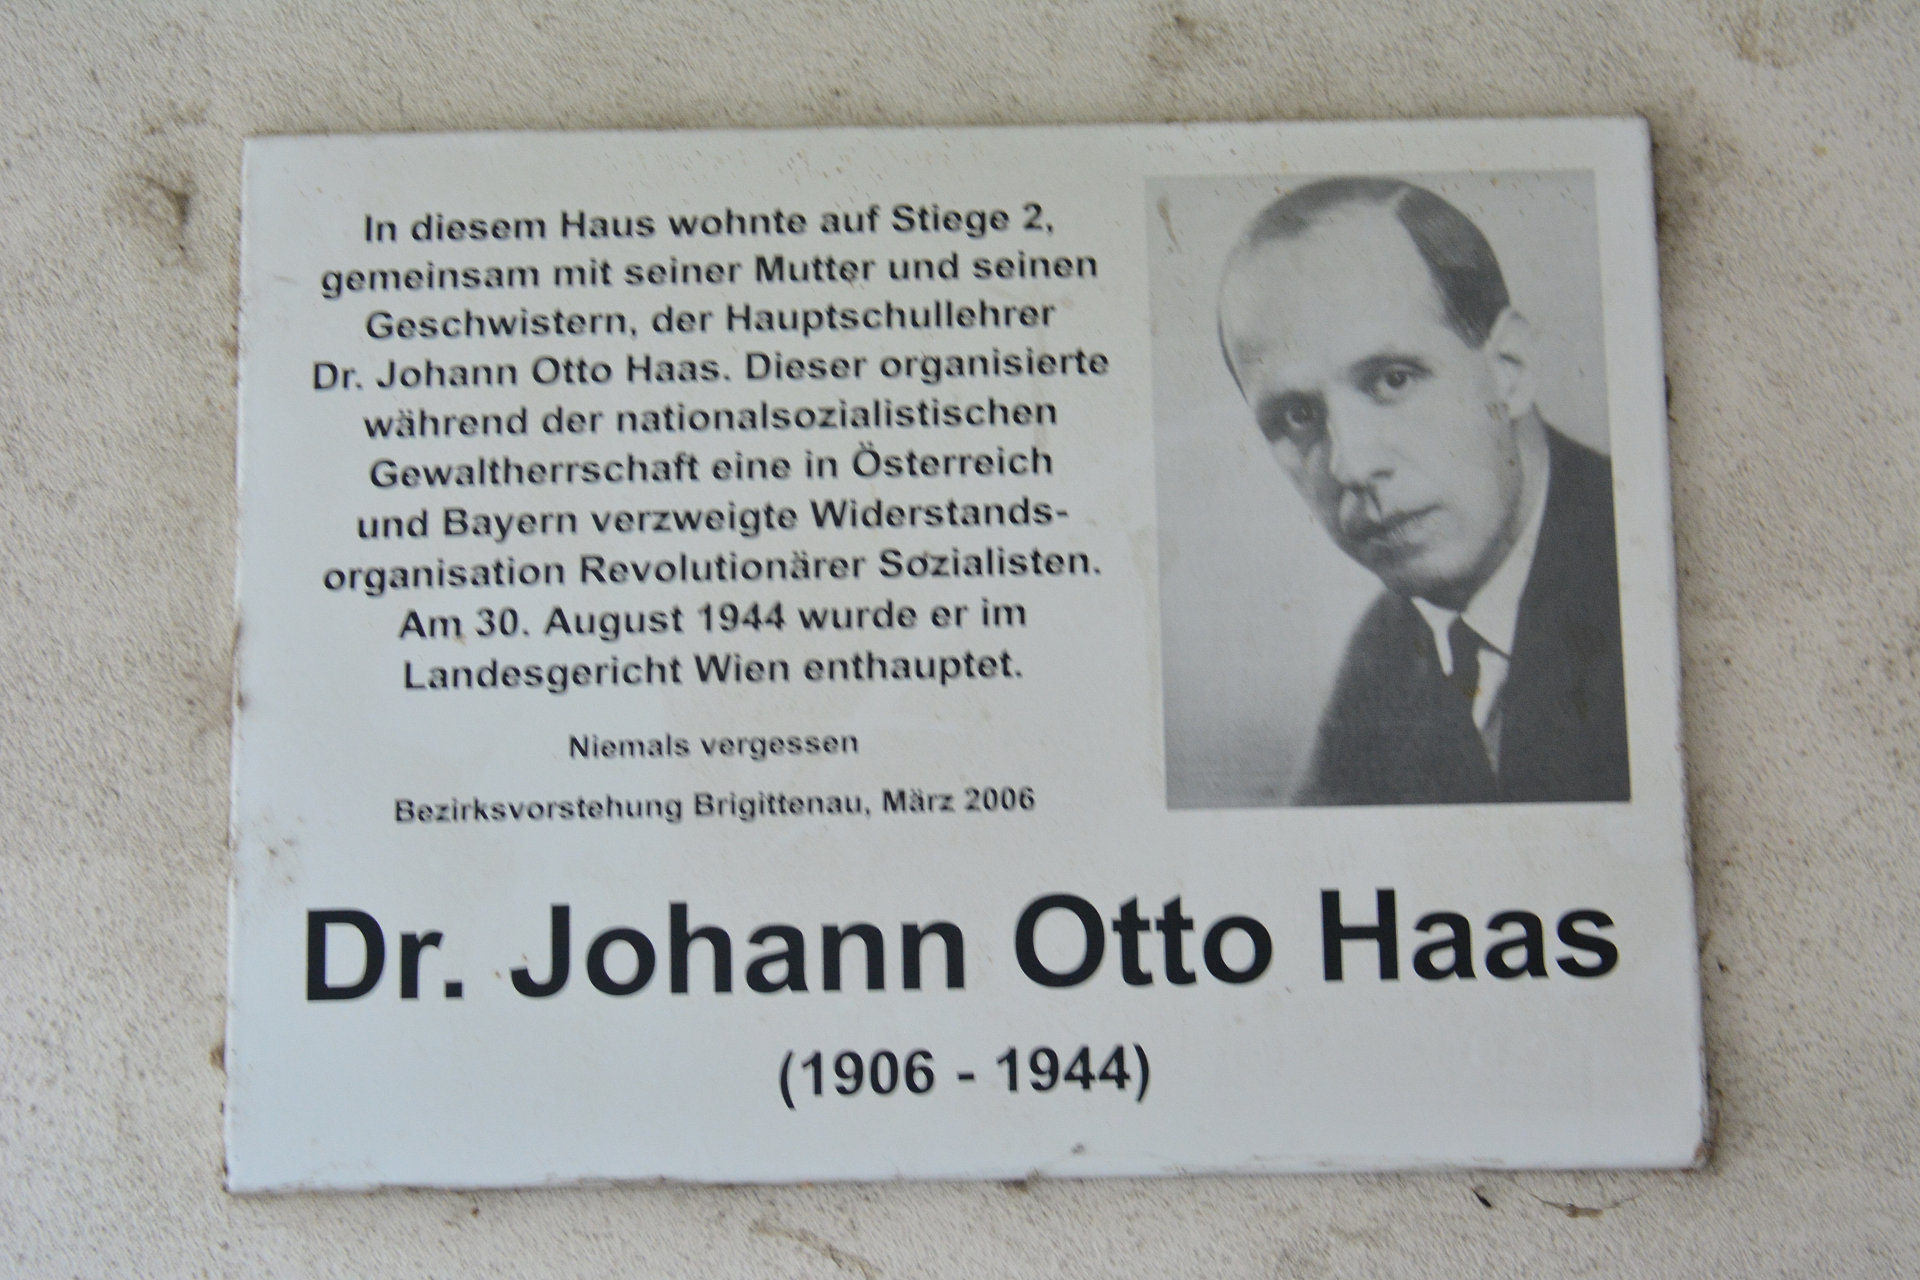 In diesem Haus wohnte auf Stiege 2,
gemeinsam mit seiner Mutter und seinen
Geschwistern, der Hauptschullehrer
Dr. Johann Otto Haas. Dieser organisierte
während der nationalsozialistischen
Gewaltherrschaft eine in Österreich
und Bayern verzweigte Widerstands-
organisation Revolutionärer Sozialisten.
Am 30. August 1944 wurde er im
Landesgericht Wien enthauptet.
Niemals vergessen
Bezirksvorstehung Brigittenau, März 2006
Dr. Johann Otto Haas
(1906 - 1944)